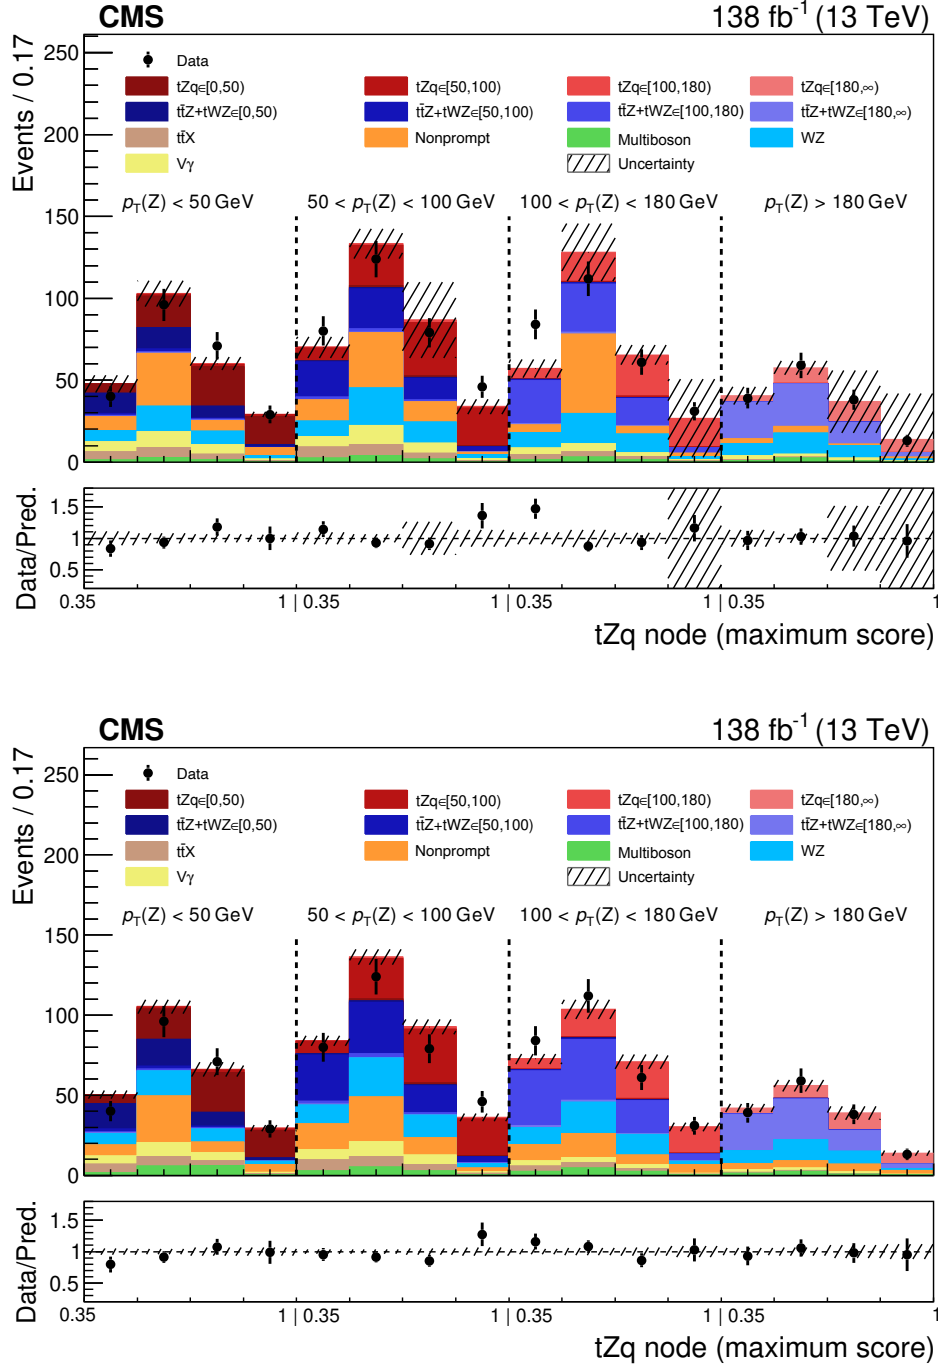 CMS 138 fb⁻¹ (13 TeV)
Events / 0.17
250
200
150
100
50
0
Data
tZq∈[0,50) tZq∈[50,100) tZq∈[100,180) tZq∈[180,∞)
tt̄Z+tWZ∈[0,50) tt̄Z+tWZ∈[50,100) tt̄Z+tWZ∈[100,180) tt̄Z+tWZ∈[180,∞)
tt̄X Nonprompt Multiboson WZ
Vγ Uncertainty
p_T(Z) < 50 GeV 50 < p_T(Z) < 100 GeV 100 < p_T(Z) < 180 GeV p_T(Z) > 180 GeV
Data/Pred.
1.5
1
0.5
0.35 1 | 0.35 1 | 0.35 1 | 0.35 1
tZq node (maximum score)
CMS 138 fb⁻¹ (13 TeV)
Events / 0.17
250
200
150
100
50
0
Data
tZq∈[0,50) tZq∈[50,100) tZq∈[100,180) tZq∈[180,∞)
tt̄Z+tWZ∈[0,50) tt̄Z+tWZ∈[50,100) tt̄Z+tWZ∈[100,180) tt̄Z+tWZ∈[180,∞)
tt̄X Nonprompt Multiboson WZ
Vγ Uncertainty
p_T(Z) < 50 GeV 50 < p_T(Z) < 100 GeV 100 < p_T(Z) < 180 GeV p_T(Z) > 180 GeV
Data/Pred.
1.5
1
0.5
0.35 1 | 0.35 1 | 0.35 1 | 0.35 1
tZq node (maximum score)